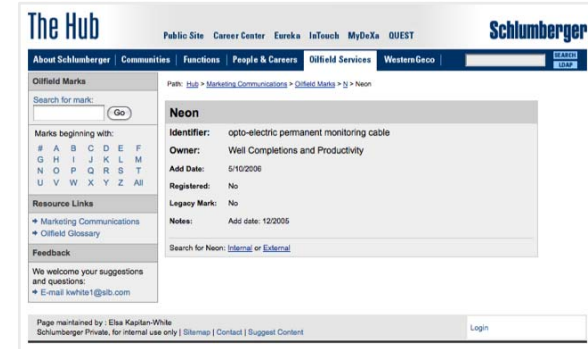 The Hub
Public Site Career Center Eureka InTouch MyDeXa QUEST
Schlumberger
About Schlumberger | Communities | Functions | People & Careers | Oilfield Services | WesternGeco |
SEARCH
LDAP
Oilfield Marks
Path: Hub > Marketing Communications > Oilfield Marks > N > Neon
Search for mark:
Go
Marks beginning with:
# A B C D E F
G H I J K L M
N O P Q R S T
U V W X Y Z All
Resource Links
Marketing Communications
Oilfield Glossary
Feedback
We welcome your suggestions
and questions:
E-mail kwhite1@slb.com
Neon
Identifier: opto-electric permanent monitoring cable
Owner: Well Completions and Productivity
Add Date: 5/10/2006
Registered: No
Legacy Mark: No
Notes: Add date: 12/2005
Search for Neon: Internal or External
Page maintained by : Elsa Kapitan-White
Schlumberger Private, for internal use only | Sitemap | Contact | Suggest Content
Login